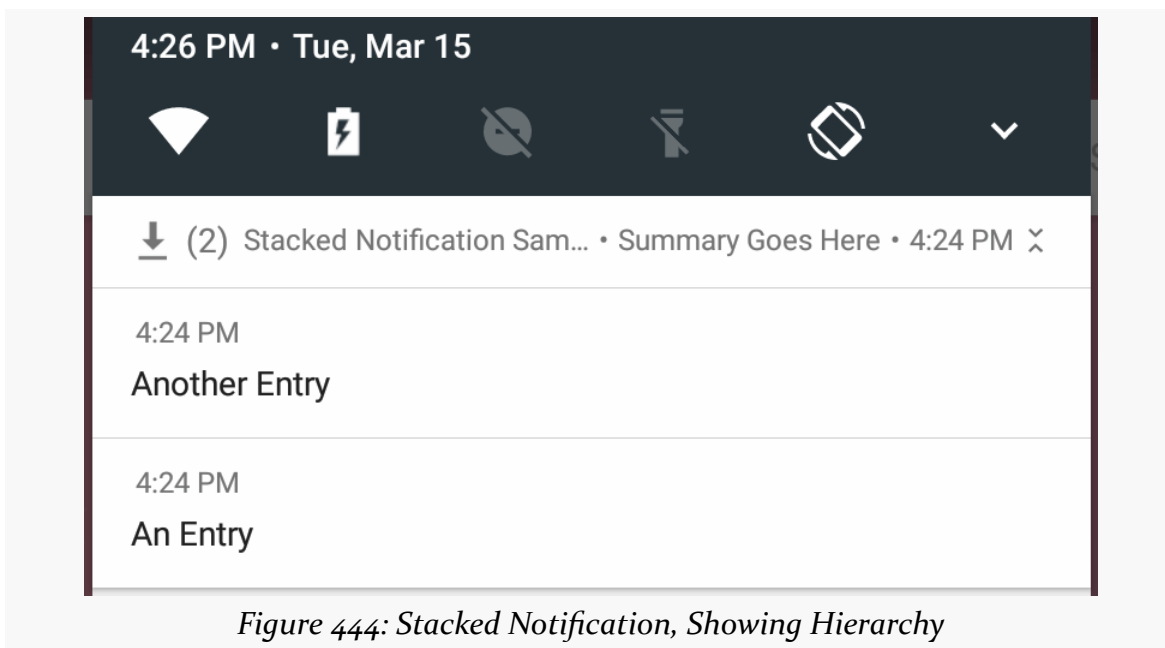 4:26 PM • Tue, Mar 15
(2) Stacked Notification Sam... • Summary Goes Here • 4:24 PM
4:24 PM
Another Entry
4:24 PM
An Entry
Figure 444: Stacked Notification, Showing Hierarchy